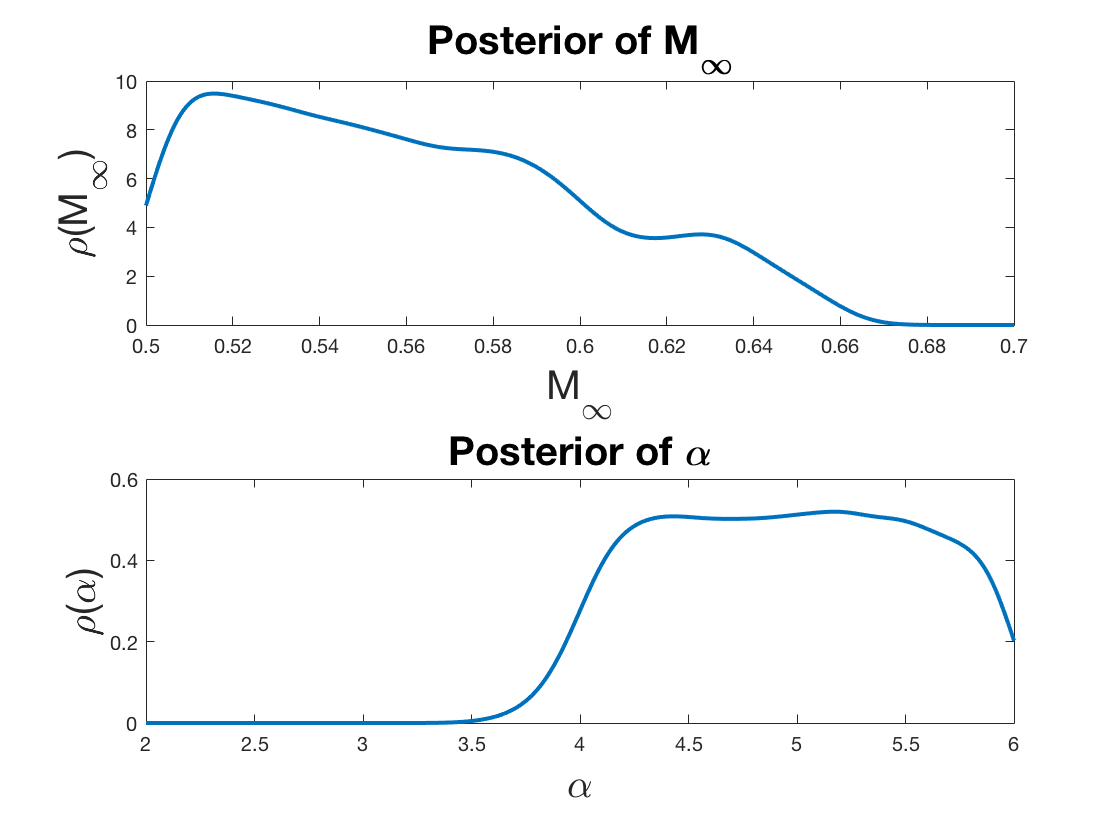 Posterior of M∞
10
8
6
4
2
0
ρ(M∞)
0.5 0.52 0.54 0.56 0.58 0.6 0.62 0.64 0.66 0.68 0.7
M∞
Posterior of α
0.6
0.4
0.2
0
ρ(α)
2 2.5 3 3.5 4 4.5 5 5.5 6
α